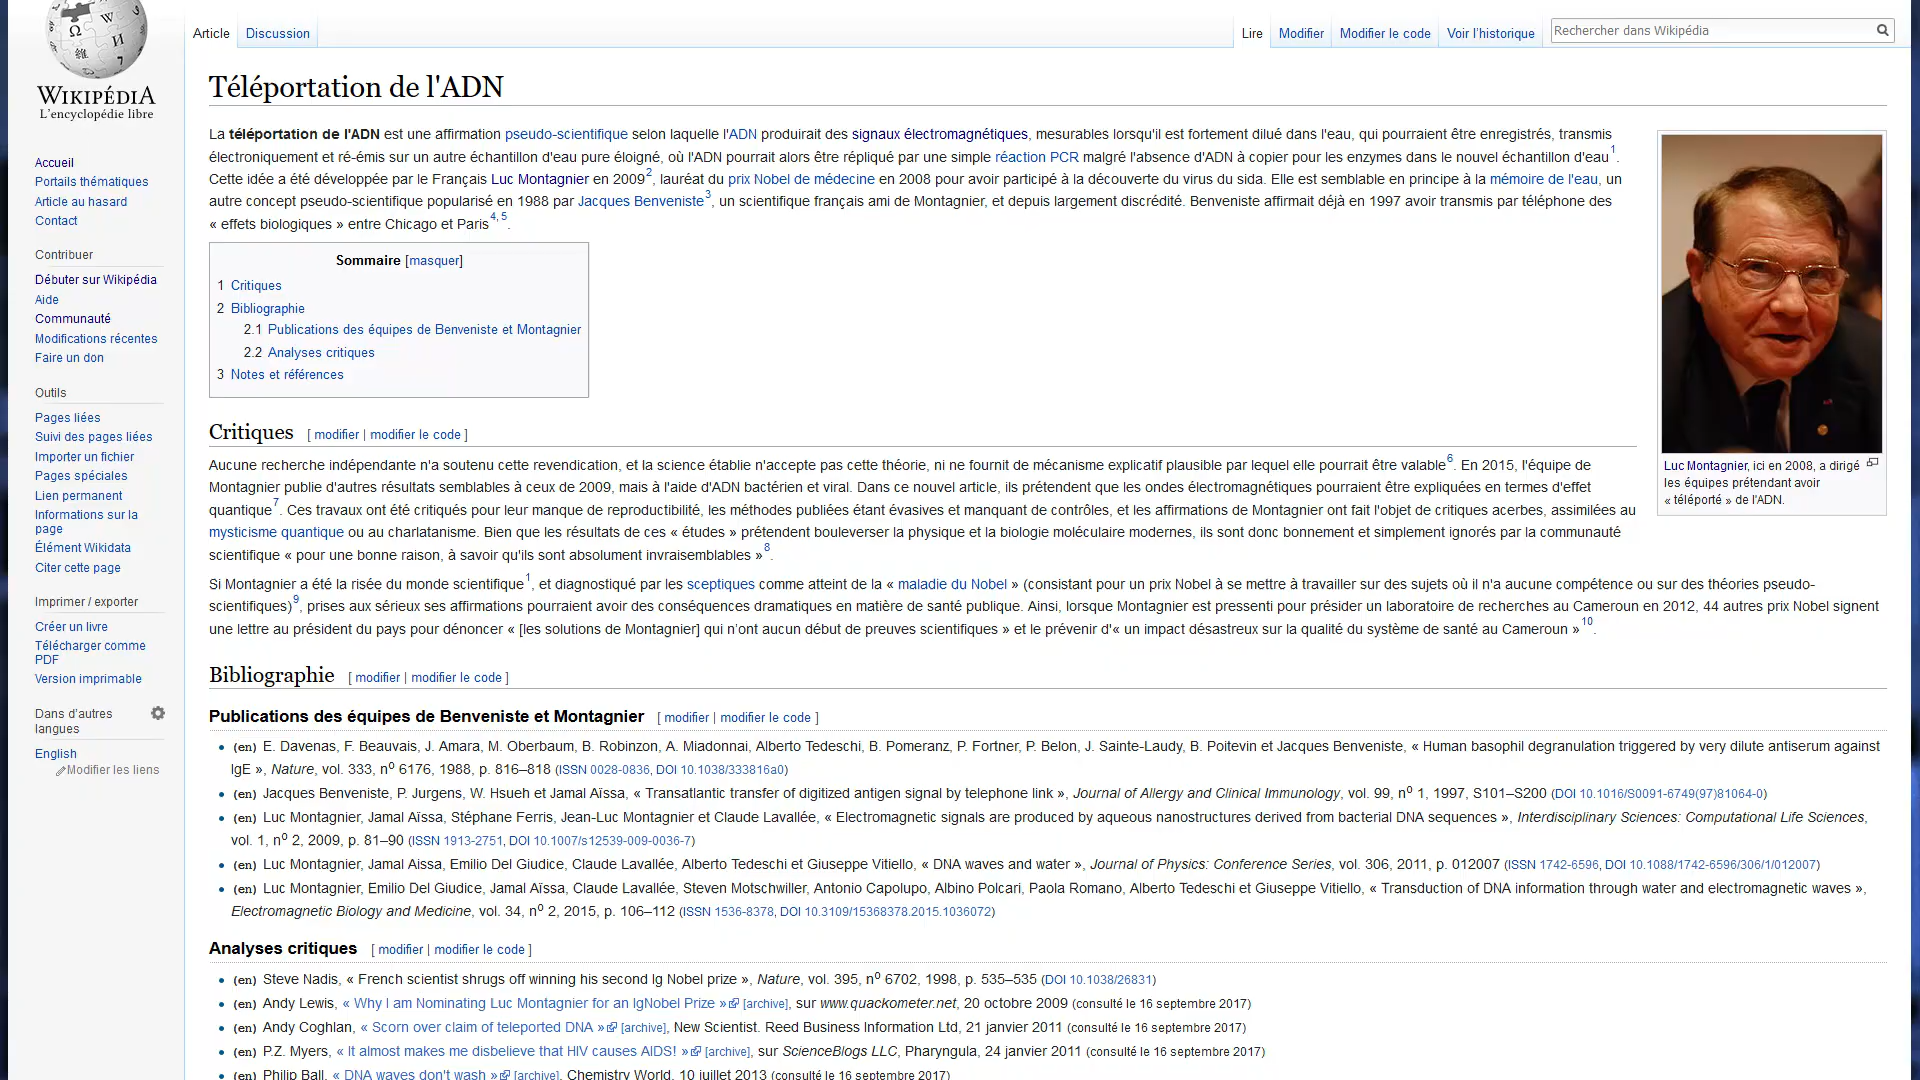 WIKIPÉDIA
L'encyclopédie libre
Accueil
Portails thématiques
Article au hasard
Contact
Contribuer
Débuter sur Wikipédia
Aide
Communauté
Modifications récentes
Faire un don
Outils
Pages liées
Suivi des pages liées
Importer un fichier
Pages spéciales
Lien permanent
Informations sur la
page
Élément Wikidata
Citer cette page
Imprimer / exporter
Créer un livre
Télécharger comme
PDF
Version imprimable
Dans d'autres
langues
English
Modifier les liens
Article Discussion Lire Modifier Modifier le code Voir l'historique Rechercher dans Wikipédia
Téléportation de l'ADN
La téléportation de l'ADN est une affirmation pseudo-scientifique selon laquelle l'ADN produirait des signaux électromagnétiques, mesurables lorsqu'il est fortement dilué dans l'eau, qui pourraient être enregistrés, transmis
électroniquement et ré-émis sur un autre échantillon d'eau pure éloigné, où l'ADN pourrait alors être répliqué par une simple réaction PCR malgré l'absence d'ADN à copier pour les enzymes dans le nouvel échantillon d'eau1.
Cette idée a été développée par le Français Luc Montagnier en 20092, lauréat du prix Nobel de médecine en 2008 pour avoir participé à la découverte du virus du sida. Elle est semblable en principe à la mémoire de l'eau, un
autre concept pseudo-scientifique popularisé en 1988 par Jacques Benveniste3, un scientifique français ami de Montagnier, et depuis largement discrédité. Benveniste affirmait déjà en 1997 avoir transmis par téléphone des
« effets biologiques » entre Chicago et Paris4, 5.
Luc Montagnier, ici en 2008, a dirigé
les équipes prétendant avoir
« téléporté » de l'ADN.
Sommaire [masquer]
1 Critiques
2 Bibliographie
2.1 Publications des équipes de Benveniste et Montagnier
2.2 Analyses critiques
3 Notes et références
Critiques [ modifier | modifier le code ]
Aucune recherche indépendante n'a soutenu cette revendication, et la science établie n'accepte pas cette théorie, ni ne fournit de mécanisme explicatif plausible par lequel elle pourrait être valable6. En 2015, l'équipe de
Montagnier publie d'autres résultats semblables à ceux de 2009, mais à l'aide d'ADN bactérien et viral. Dans ce nouvel article, ils prétendent que les ondes électromagnétiques pourraient être expliquées en termes d'effet
quantique7. Ces travaux ont été critiqués pour leur manque de reproductibilité, les méthodes publiées étant évasives et manquant de contrôles, et les affirmations de Montagnier ont fait l'objet de critiques acerbes, assimilées au
mysticisme quantique ou au charlatanisme. Bien que les résultats de ces « études » prétendent bouleverser la physique et la biologie moléculaire modernes, ils sont donc bonnement et simplement ignorés par la communauté
scientifique « pour une bonne raison, à savoir qu'ils sont absolument invraisemblables »8.
Si Montagnier a été la risée du monde scientifique1, et diagnostiqué par les sceptiques comme atteint de la « maladie du Nobel » (consistant pour un prix Nobel à se mettre à travailler sur des sujets où il n'a aucune compétence ou sur des théories pseudo-
scientifiques)9, prises aux sérieux ses affirmations pourraient avoir des conséquences dramatiques en matière de santé publique. Ainsi, lorsque Montagnier est pressenti pour présider un laboratoire de recherches au Cameroun en 2012, 44 autres prix Nobel signent
une lettre au président du pays pour dénoncer « [les solutions de Montagnier] qui n'ont aucun début de preuves scientifiques » et le prévenir d'« un impact désastreux sur la qualité du système de santé au Cameroun »10.
Bibliographie [ modifier | modifier le code ]
Publications des équipes de Benveniste et Montagnier [ modifier | modifier le code ]
(en) E. Davenas, F. Beauvais, J. Amara, M. Oberbaum, B. Robinzon, A. Miadonnai, Alberto Tedeschi, B. Pomeranz, P. Fortner, P. Belon, J. Sainte-Laudy, B. Poitevin et Jacques Benveniste, « Human basophil degranulation triggered by very dilute antiserum against
IgE », Nature, vol. 333, no 6176, 1988, p. 816–818 (ISSN 0028-0836, DOI 10.1038/333816a0)
(en) Jacques Benveniste, P. Jurgens, W. Hsueh et Jamal Aïssa, « Transatlantic transfer of digitized antigen signal by telephone link », Journal of Allergy and Clinical Immunology, vol. 99, no 1, 1997, S101–S200 (DOI 10.1016/S0091-6749(97)81064-0)
(en) Luc Montagnier, Jamal Aïssa, Stéphane Ferris, Jean-Luc Montagnier et Claude Lavallée, « Electromagnetic signals are produced by aqueous nanostructures derived from bacterial DNA sequences », Interdisciplinary Sciences: Computational Life Sciences,
vol. 1, no 2, 2009, p. 81–90 (ISSN 1913-2751, DOI 10.1007/s12539-009-0036-7)
(en) Luc Montagnier, Jamal Aissa, Emilio Del Giudice, Claude Lavallée, Alberto Tedeschi et Giuseppe Vitiello, « DNA waves and water », Journal of Physics: Conference Series, vol. 306, 2011, p. 012007 (ISSN 1742-6596, DOI 10.1088/1742-6596/306/1/012007)
(en) Luc Montagnier, Emilio Del Giudice, Jamal Aïssa, Claude Lavallée, Steven Motschwiller, Antonio Capolupo, Albino Polcari, Paola Romano, Alberto Tedeschi et Giuseppe Vitiello, « Transduction of DNA information through water and electromagnetic waves »,
Electromagnetic Biology and Medicine, vol. 34, no 2, 2015, p. 106–112 (ISSN 1536-8378, DOI 10.3109/15368378.2015.1036072)
Analyses critiques [ modifier | modifier le code ]
(en) Steve Nadis, « French scientist shrugs off winning his second Ig Nobel prize », Nature, vol. 395, no 6702, 1998, p. 535–535 (DOI 10.1038/26831)
(en) Andy Lewis, « Why I am Nominating Luc Montagnier for an IgNobel Prize » [archive], sur www.quackometer.net, 20 octobre 2009 (consulté le 16 septembre 2017)
(en) Andy Coghlan, « Scorn over claim of teleported DNA » [archive], New Scientist. Reed Business Information Ltd, 21 janvier 2011 (consulté le 16 septembre 2017)
(en) P.Z. Myers, « It almost makes me disbelieve that HIV causes AIDS! » [archive], sur ScienceBlogs LLC, Pharyngula, 24 janvier 2011 (consulté le 16 septembre 2017)
(en) Philip Ball, « DNA waves don't wash » [archive], Chemistry World, 10 juillet 2013 (consulté le 16 septembre 2017)